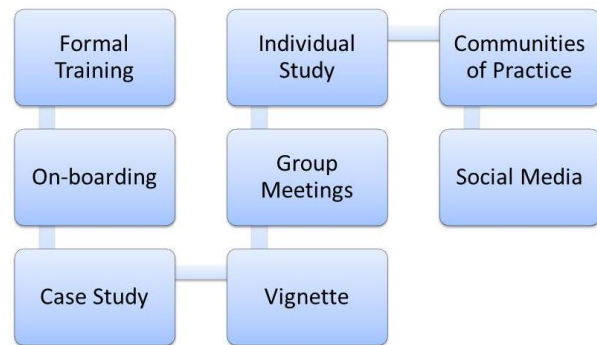 Formal
Training
On-boarding
Case Study
Vignette
Group
Meetings
Individual
Study
Communities
of Practice
Social Media